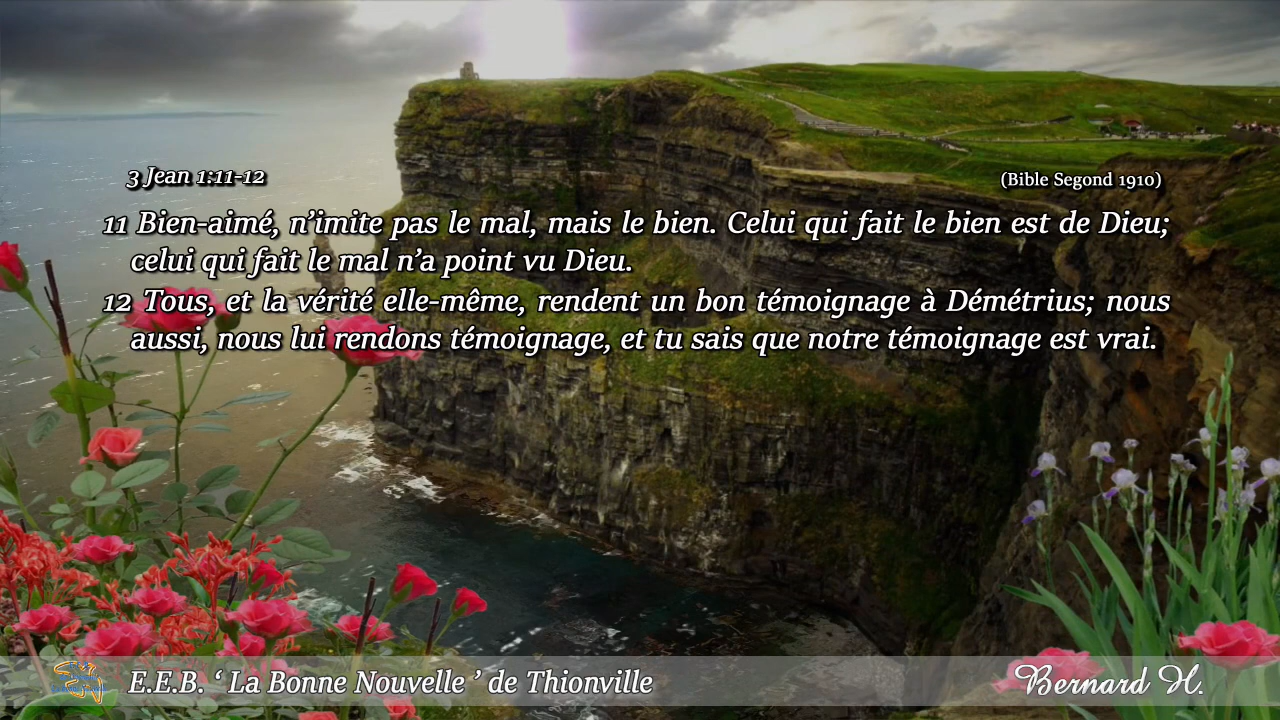 3 Jean 1:11-12
(Bible Segond 1910)
11 Bien-aimé, n’imite pas le mal, mais le bien. Celui qui fait le bien est de Dieu;
celui qui fait le mal n’a point vu Dieu.
12 Tous, et la vérité elle-même, rendent un bon témoignage à Démétrius; nous
aussi, nous lui rendons témoignage, et tu sais que notre témoignage est vrai.
E.E.B. ‘ La Bonne Nouvelle ’ de Thionville
Bernard H.